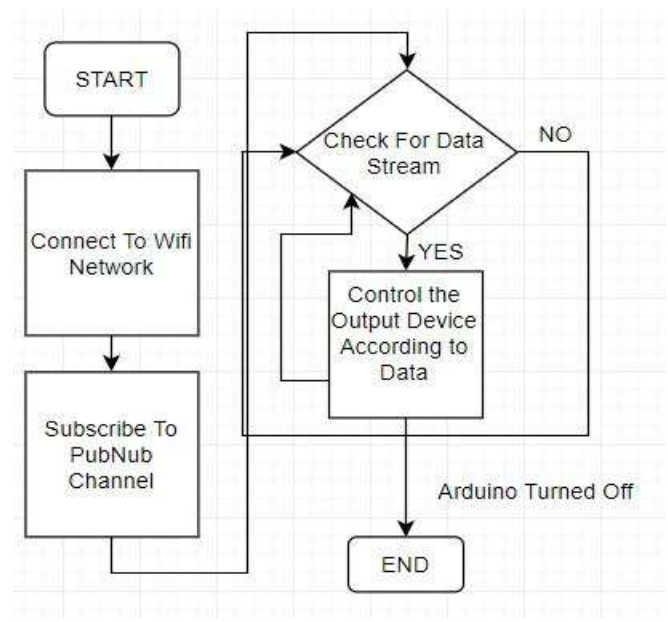 START
Connect To Wifi
Network
Subscribe To
PubNub
Channel
Check For Data
Stream
NO
YES
Control the
Output Device
According to
Data
Arduino Turned Off
END